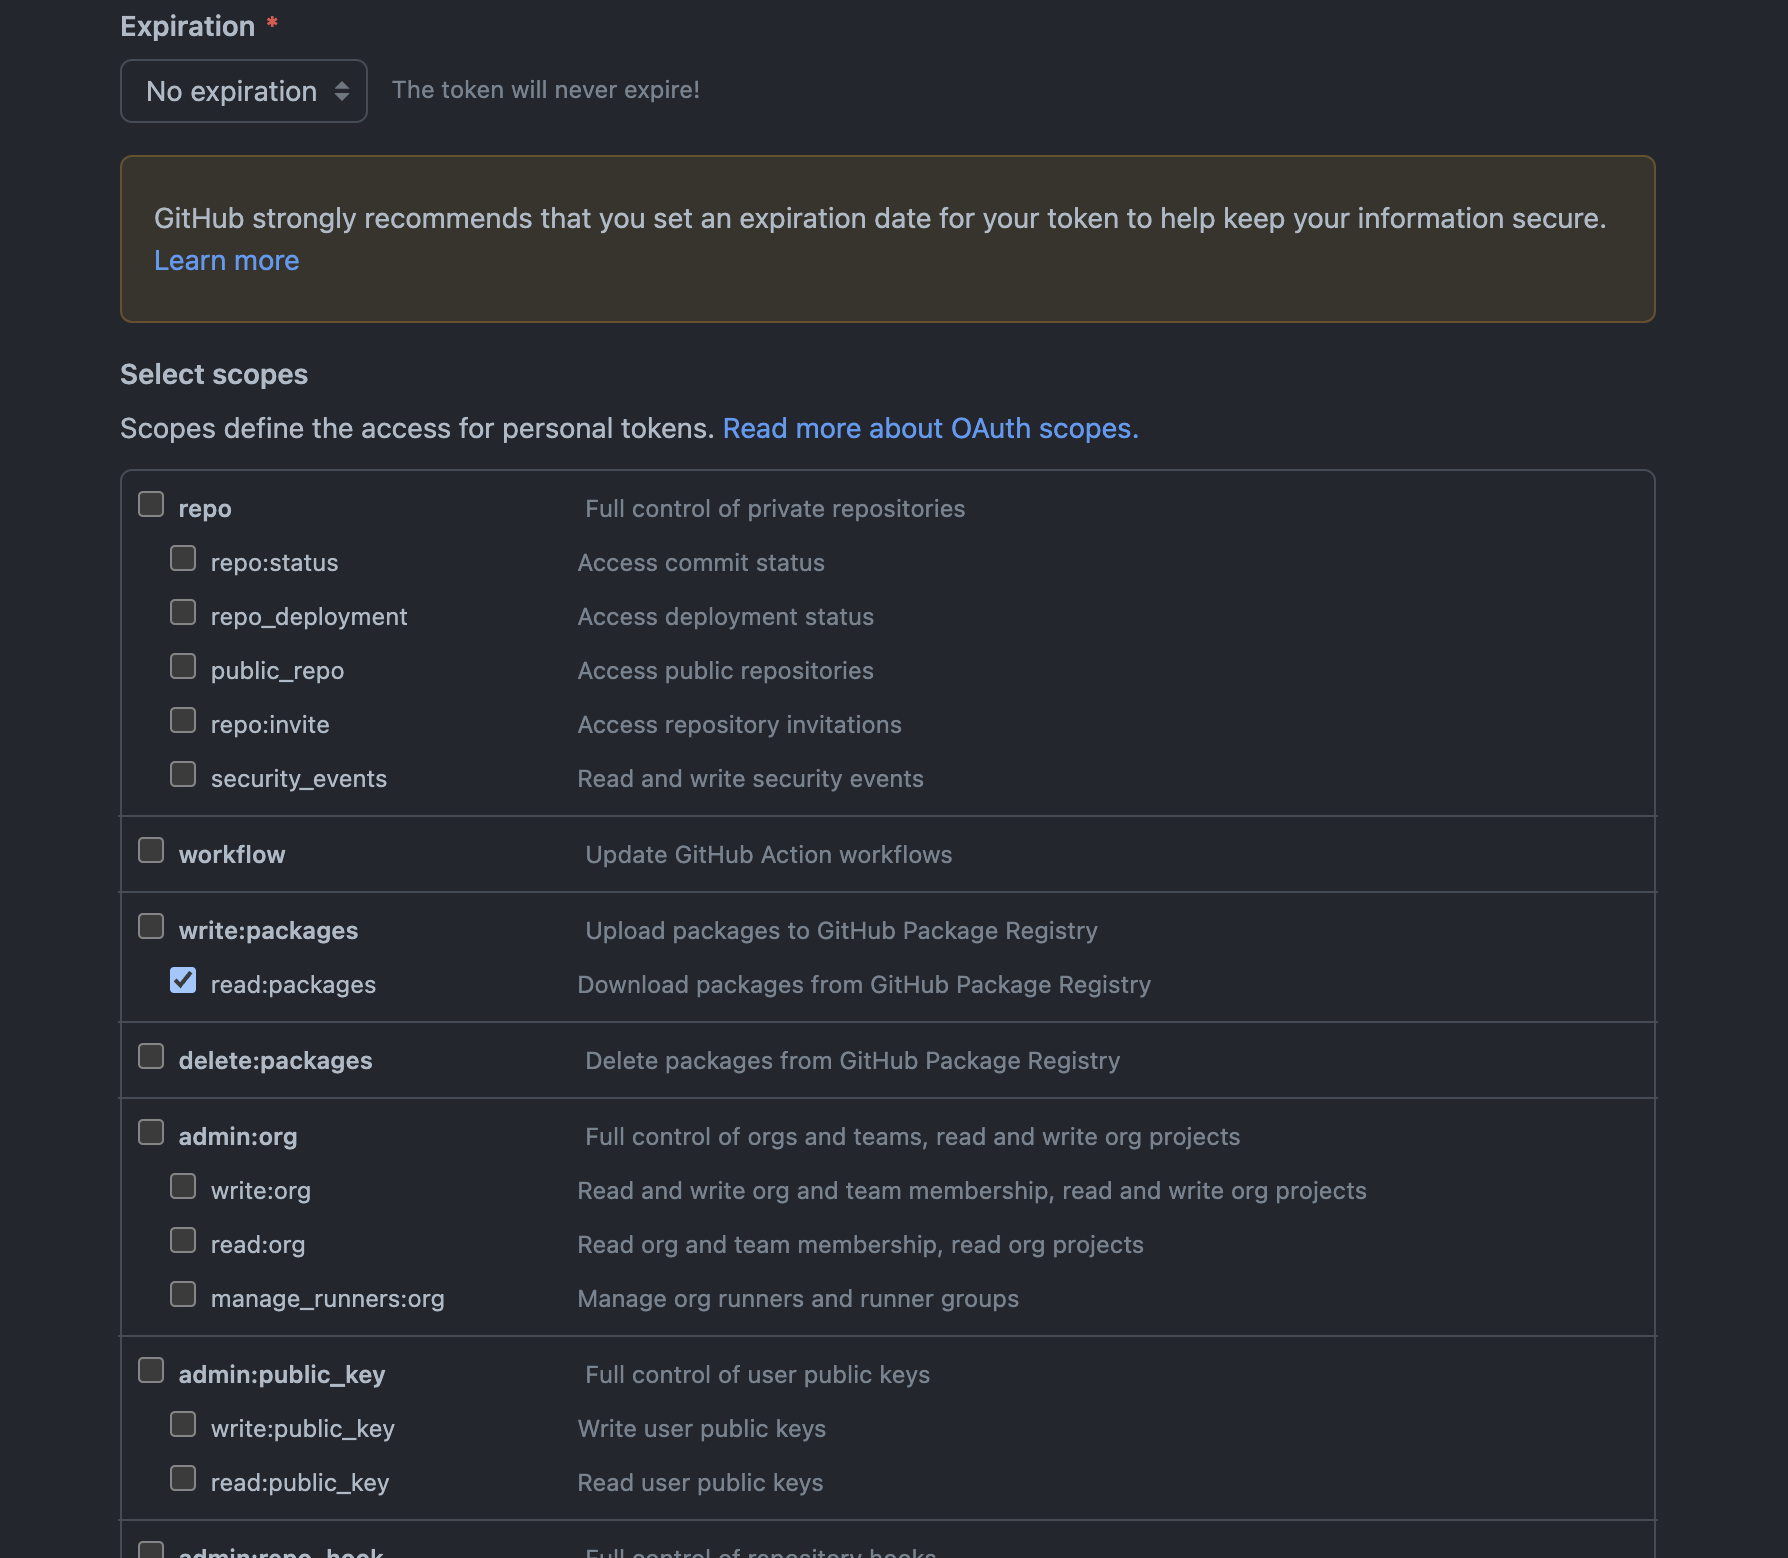 Expiration *
No expiration The token will never expire!
GitHub strongly recommends that you set an expiration date for your token to help keep your information secure.
Learn more
Select scopes
Scopes define the access for personal tokens. Read more about OAuth scopes.
repo Full control of private repositories
repo:status Access commit status
repo_deployment Access deployment status
public_repo Access public repositories
repo:invite Access repository invitations
security_events Read and write security events
workflow Update GitHub Action workflows
write:packages Upload packages to GitHub Package Registry
read:packages Download packages from GitHub Package Registry
delete:packages Delete packages from GitHub Package Registry
admin:org Full control of orgs and teams, read and write org projects
write:org Read and write org and team membership, read and write org projects
read:org Read org and team membership, read org projects
manage_runners:org Manage org runners and runner groups
admin:public_key Full control of user public keys
write:public_key Write user public keys
read:public_key Read user public keys
admin:repo_hook Full control of repository hooks